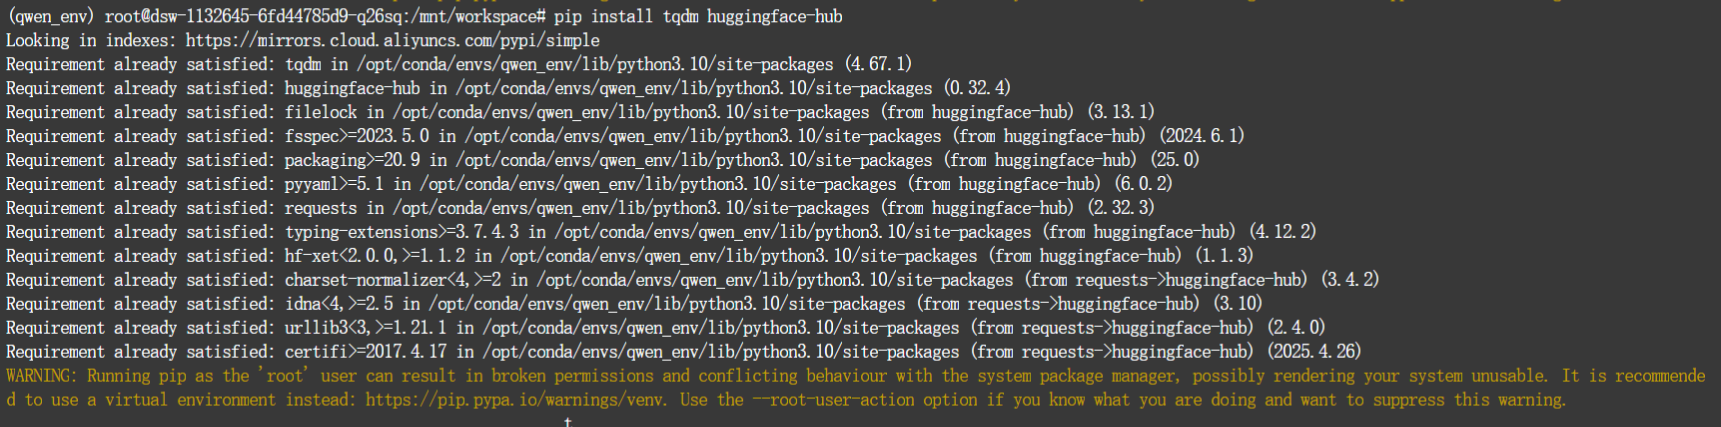 (qwen_env) root@dsw-1132645-6fd44785d9-q26sq:/mnt/workspace# pip install tqdm huggingface-hub
Looking in indexes: https://mirrors.cloud.aliyuncs.com/pypi/simple
Requirement already satisfied: tqdm in /opt/conda/envs/qwen_env/lib/python3.10/site-packages (4.67.1)
Requirement already satisfied: huggingface-hub in /opt/conda/envs/qwen_env/lib/python3.10/site-packages (0.32.4)
Requirement already satisfied: filelock in /opt/conda/envs/qwen_env/lib/python3.10/site-packages (from huggingface-hub) (3.13.1)
Requirement already satisfied: fsspec>=2023.5.0 in /opt/conda/envs/qwen_env/lib/python3.10/site-packages (from huggingface-hub) (2024.6.1)
Requirement already satisfied: packaging>=20.9 in /opt/conda/envs/qwen_env/lib/python3.10/site-packages (from huggingface-hub) (25.0)
Requirement already satisfied: pyyaml>=5.1 in /opt/conda/envs/qwen_env/lib/python3.10/site-packages (from huggingface-hub) (6.0.2)
Requirement already satisfied: requests in /opt/conda/envs/qwen_env/lib/python3.10/site-packages (from huggingface-hub) (2.32.3)
Requirement already satisfied: typing-extensions>=3.7.4.3 in /opt/conda/envs/qwen_env/lib/python3.10/site-packages (from huggingface-hub) (4.12.2)
Requirement already satisfied: hf-xet<2.0.0,>=1.1.2 in /opt/conda/envs/qwen_env/lib/python3.10/site-packages (from huggingface-hub) (1.1.3)
Requirement already satisfied: charset-normalizer<4,>=2 in /opt/conda/envs/qwen_env/lib/python3.10/site-packages (from requests->huggingface-hub) (3.4.2)
Requirement already satisfied: idna<4,>=2.5 in /opt/conda/envs/qwen_env/lib/python3.10/site-packages (from requests->huggingface-hub) (3.10)
Requirement already satisfied: urllib3<3,>=1.21.1 in /opt/conda/envs/qwen_env/lib/python3.10/site-packages (from requests->huggingface-hub) (2.4.0)
Requirement already satisfied: certifi>=2017.4.17 in /opt/conda/envs/qwen_env/lib/python3.10/site-packages (from requests->huggingface-hub) (2025.4.26)
WARNING: Running pip as the 'root' user can result in broken permissions and conflicting behaviour with the system package manager, possibly rendering your system unusable. It is recommende
d to use a virtual environment instead: https://pip.pypa.io/warnings/venv. Use the --root-user-action option if you know what you are doing and want to suppress this warning.